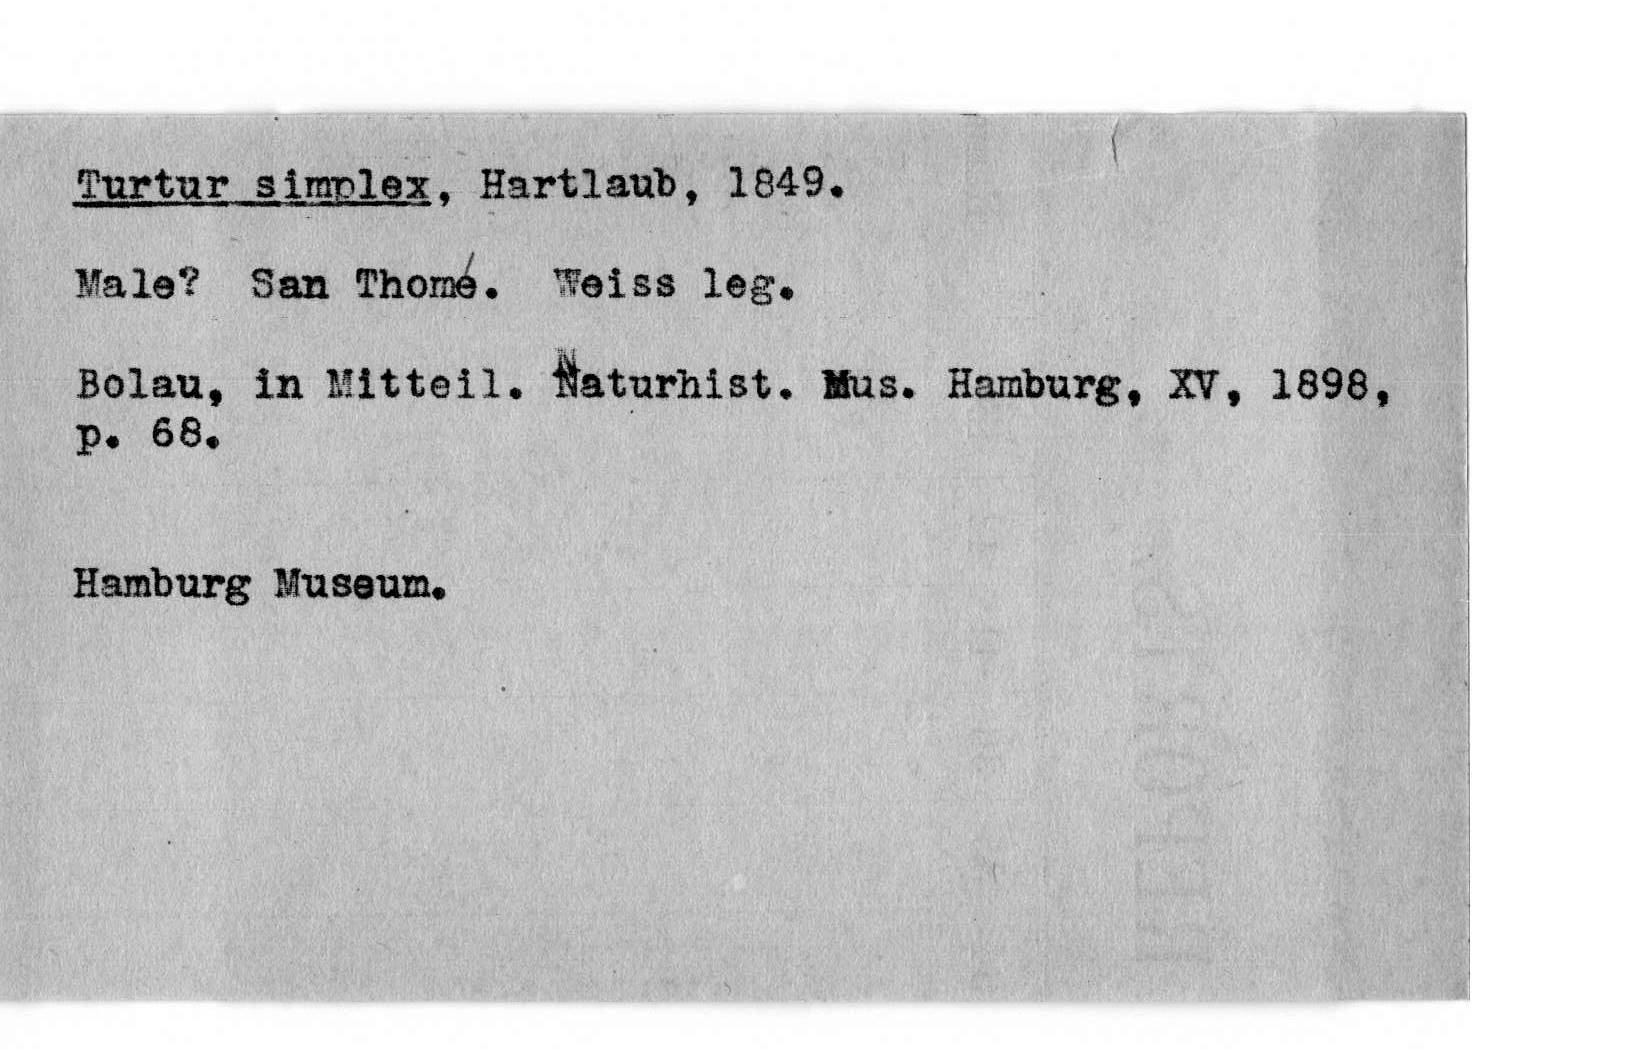 Turtur simplex, Hartlaub, 1849.
Male? San Thomé. Weiss leg.
Bolau, in Mitteil. Naturhist. Mus. Hamburg, XV, 1898,
p. 68.
Hamburg Museum.